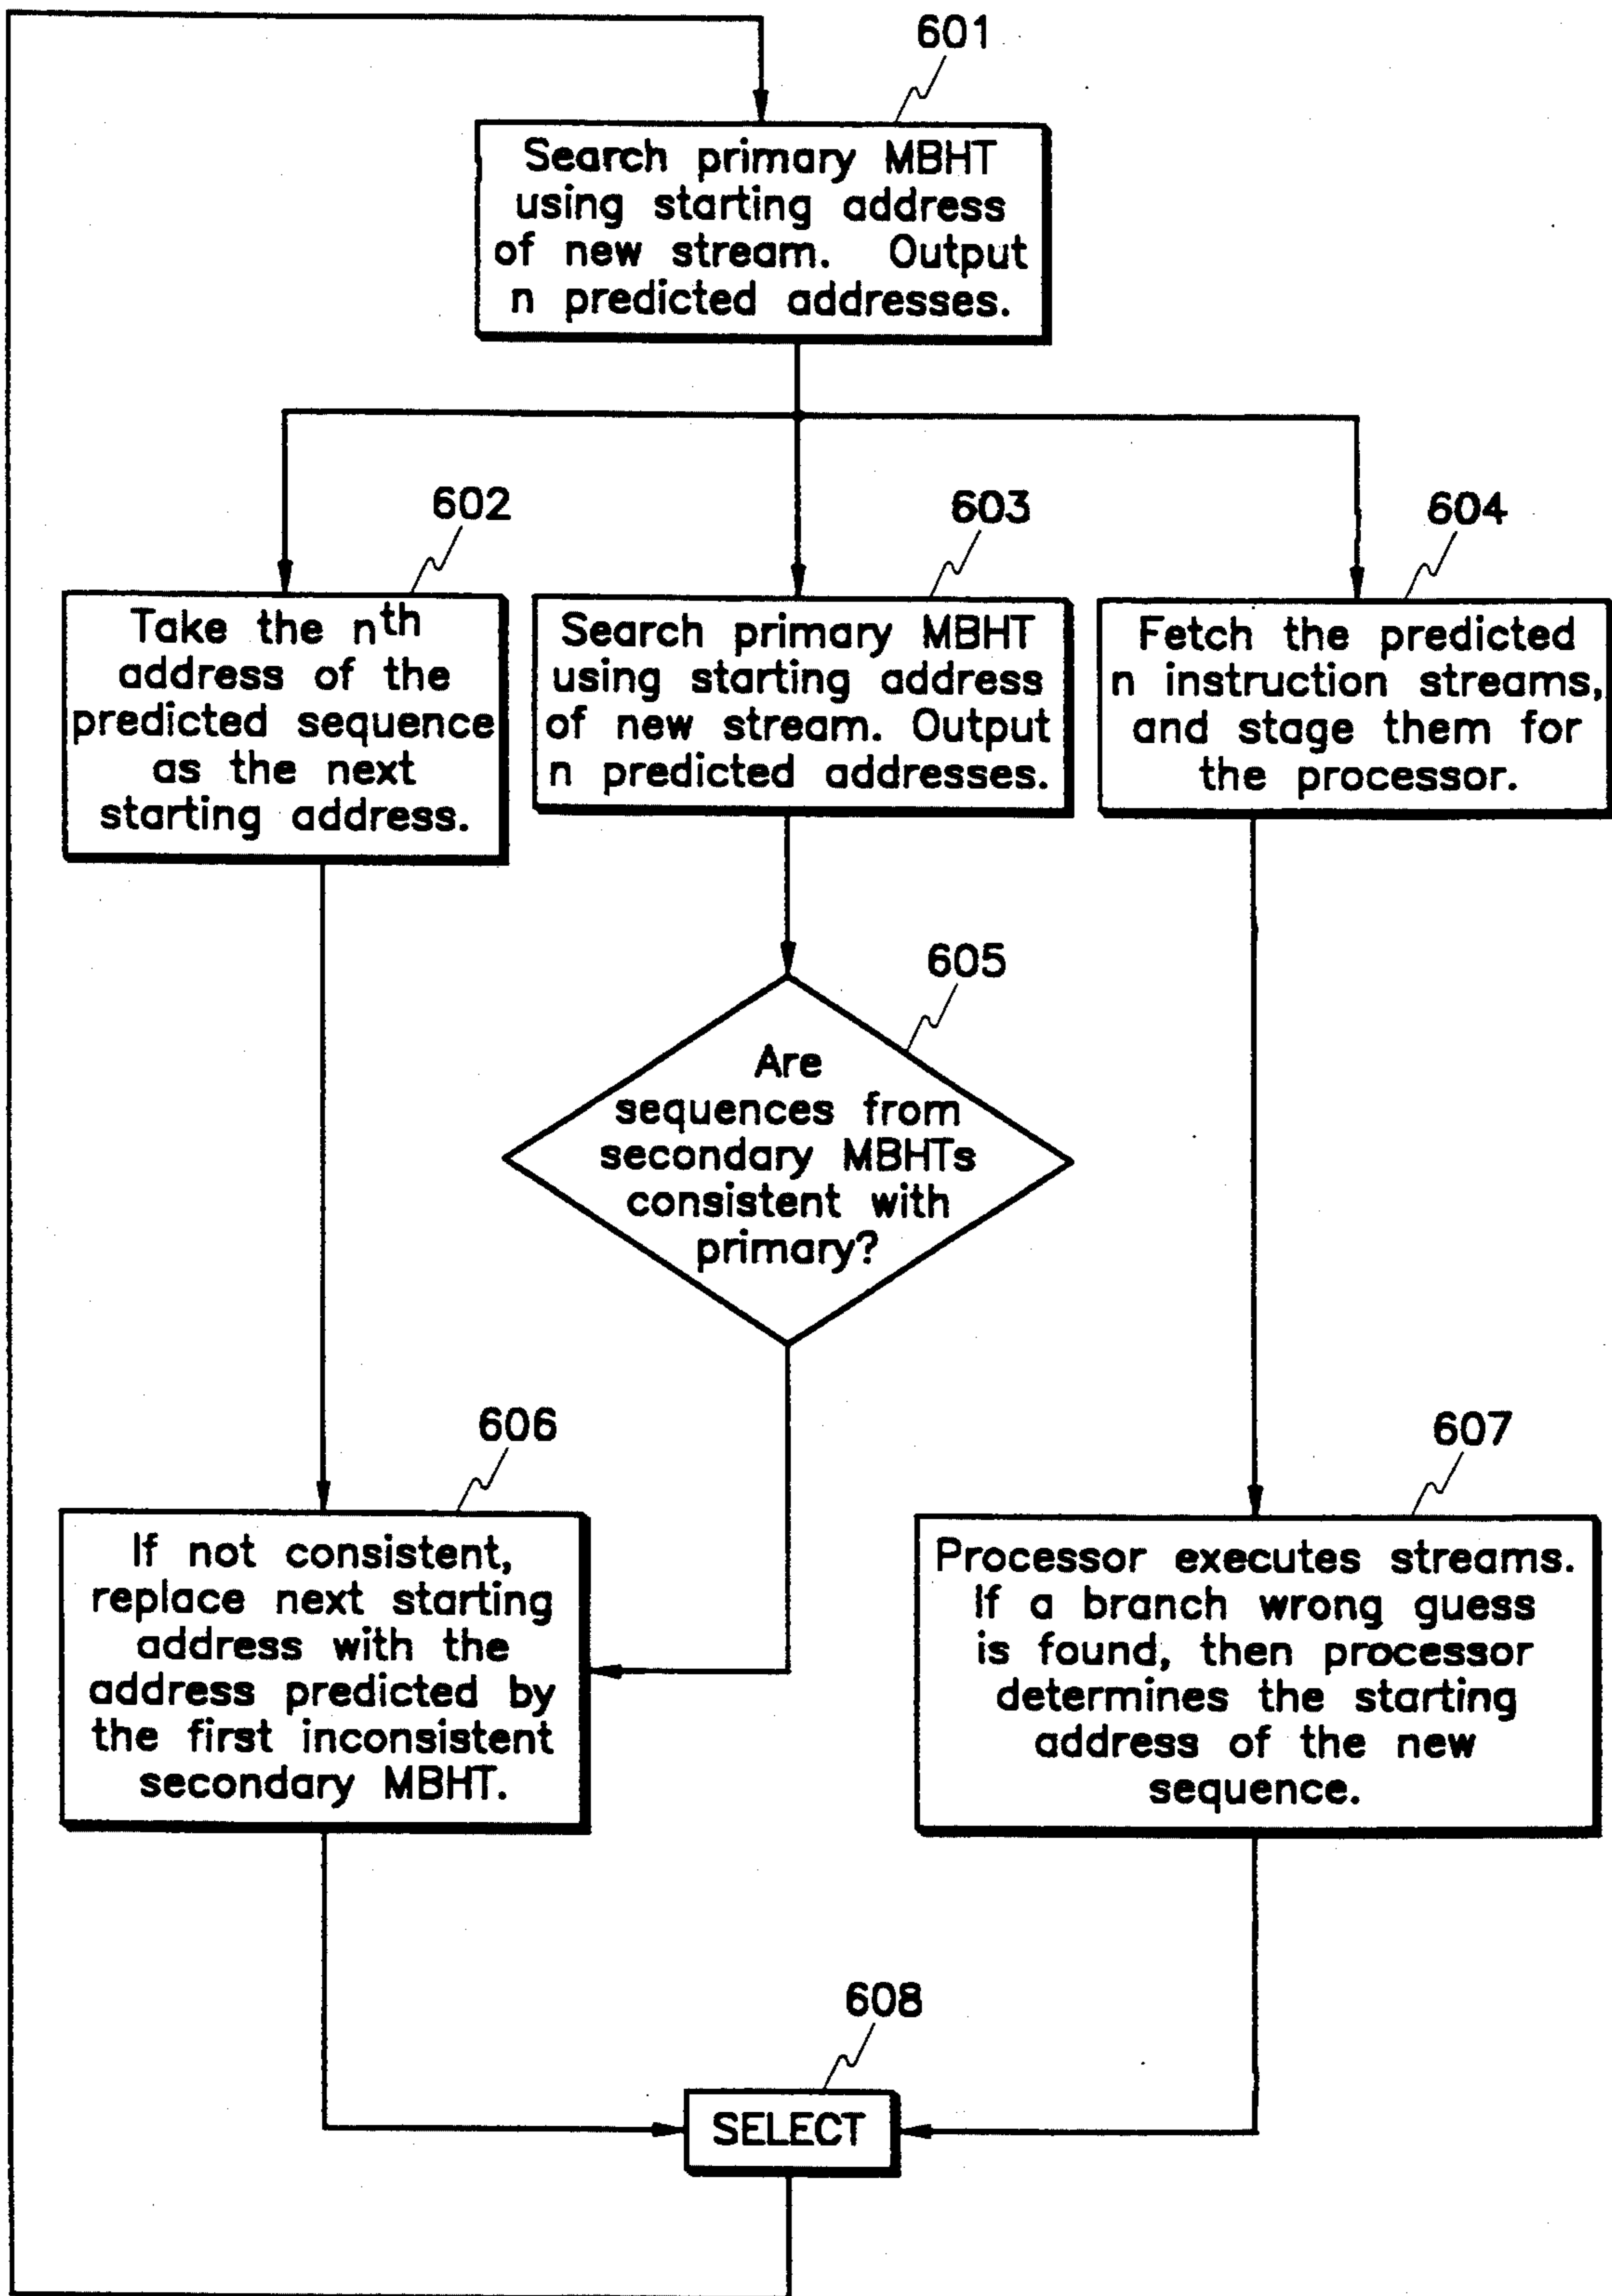 601
Search primary MBHT
using starting address
of new stream. Output
n predicted addresses.
602
603
604
Take the nth
address of the
predicted sequence
as the next
starting address.
Search primary MBHT
using starting address
of new stream. Output
n predicted addresses.
Fetch the predicted
n instruction streams,
and stage them for
the processor.
605
Are
sequences from
secondary MBHTs
consistent with
primary?
606
607
If not consistent,
replace next starting
address with the
address predicted by
the first inconsistent
secondary MBHT.
Processor executes streams.
If a branch wrong guess
is found, then processor
determines the starting
address of the new
sequence.
608
SELECT